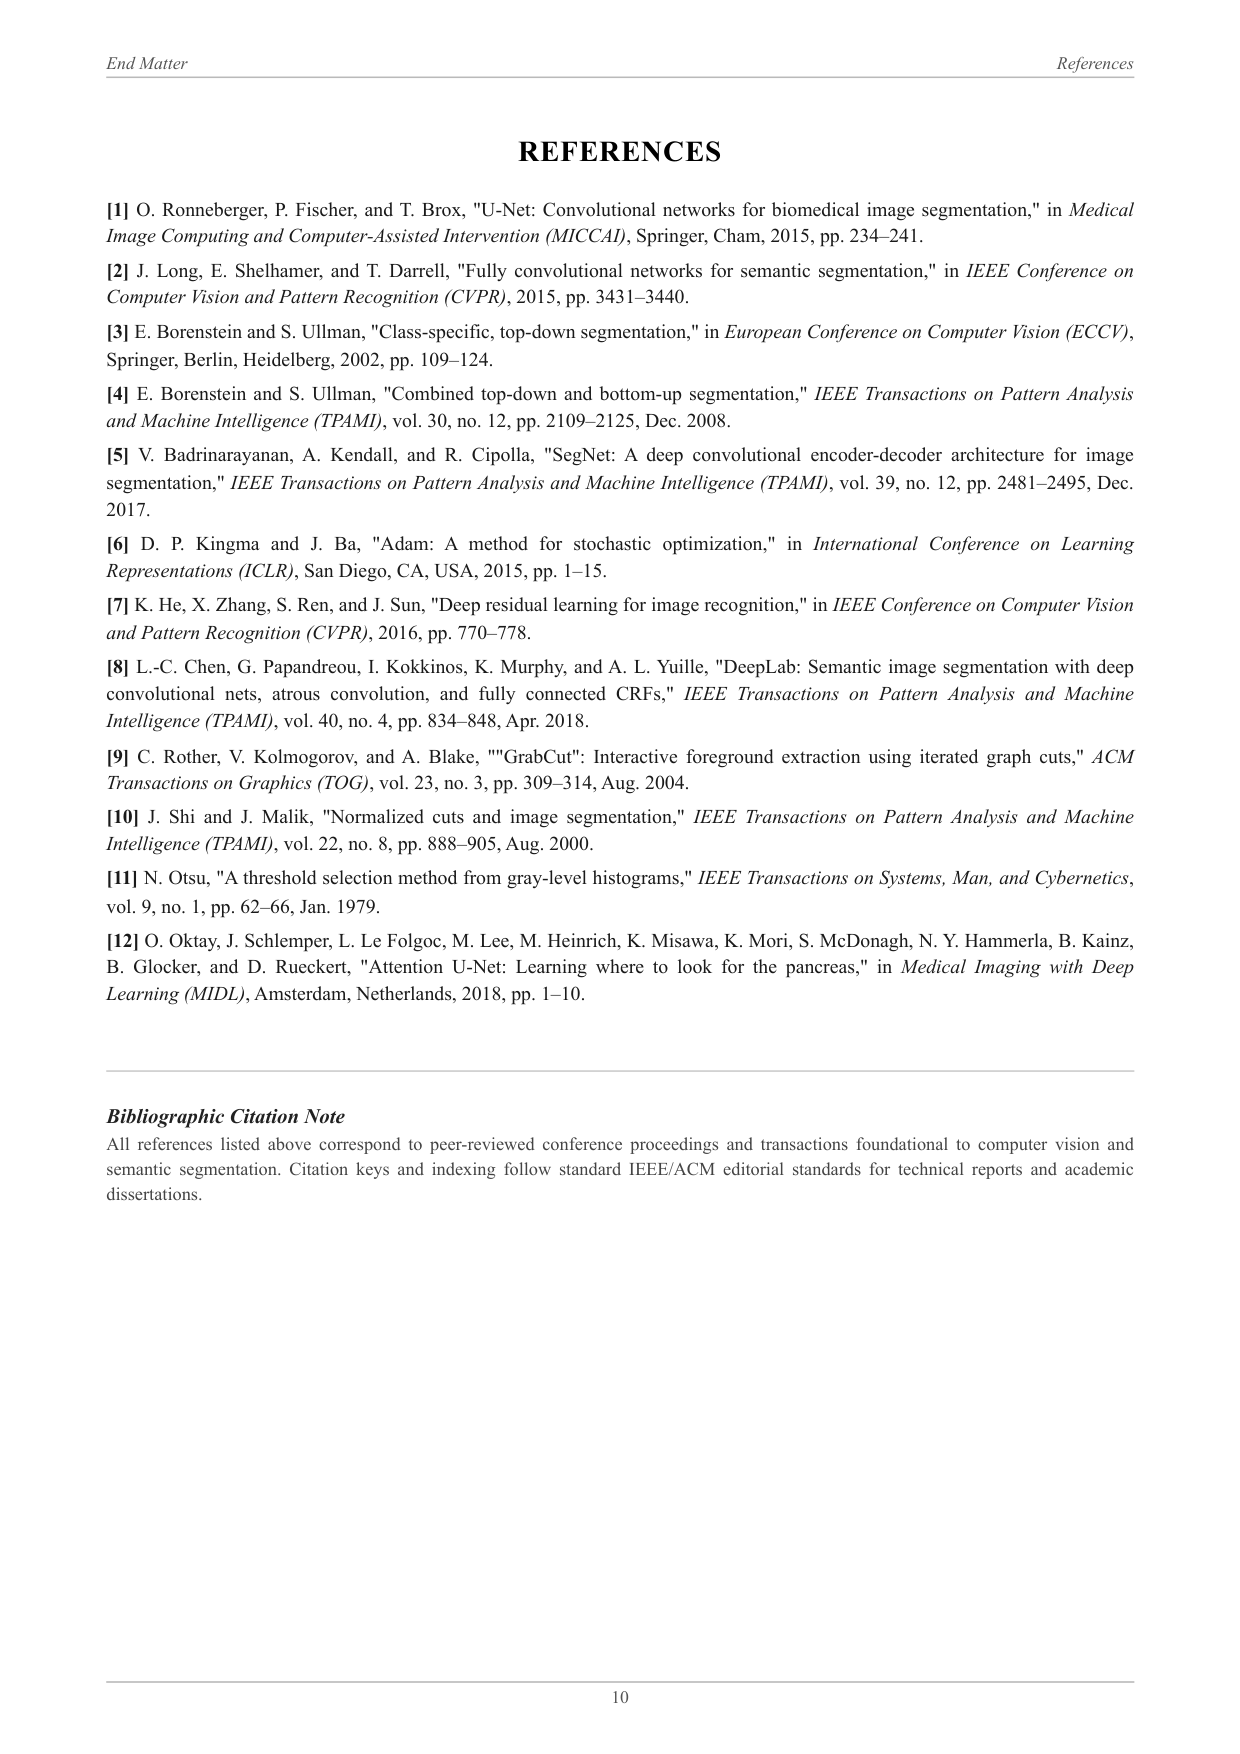 End Matter
References
REFERENCES
[1] O. Ronneberger, P. Fischer, and T. Brox, "U-Net: Convolutional networks for biomedical image segmentation," in Medical
Image Computing and Computer-Assisted Intervention (MICCAI), Springer, Cham, 2015, pp. 234–241.
[2] J. Long, E. Shelhamer, and T. Darrell, "Fully convolutional networks for semantic segmentation," in IEEE Conference on
Computer Vision and Pattern Recognition (CVPR), 2015, pp. 3431–3440.
[3] E. Borenstein and S. Ullman, "Class-specific, top-down segmentation," in European Conference on Computer Vision (ECCV),
Springer, Berlin, Heidelberg, 2002, pp. 109–124.
[4] E. Borenstein and S. Ullman, "Combined top-down and bottom-up segmentation," IEEE Transactions on Pattern Analysis
and Machine Intelligence (TPAMI), vol. 30, no. 12, pp. 2109–2125, Dec. 2008.
[5] V. Badrinarayanan, A. Kendall, and R. Cipolla, "SegNet: A deep convolutional encoder-decoder architecture for image
segmentation," IEEE Transactions on Pattern Analysis and Machine Intelligence (TPAMI), vol. 39, no. 12, pp. 2481–2495, Dec.
2017.
[6] D. P. Kingma and J. Ba, "Adam: A method for stochastic optimization," in International Conference on Learning
Representations (ICLR), San Diego, CA, USA, 2015, pp. 1–15.
[7] K. He, X. Zhang, S. Ren, and J. Sun, "Deep residual learning for image recognition," in IEEE Conference on Computer Vision
and Pattern Recognition (CVPR), 2016, pp. 770–778.
[8] L.-C. Chen, G. Papandreou, I. Kokkinos, K. Murphy, and A. L. Yuille, "DeepLab: Semantic image segmentation with deep
convolutional nets, atrous convolution, and fully connected CRFs," IEEE Transactions on Pattern Analysis and Machine
Intelligence (TPAMI), vol. 40, no. 4, pp. 834–848, Apr. 2018.
[9] C. Rother, V. Kolmogorov, and A. Blake, ""GrabCut": Interactive foreground extraction using iterated graph cuts," ACM
Transactions on Graphics (TOG), vol. 23, no. 3, pp. 309–314, Aug. 2004.
[10] J. Shi and J. Malik, "Normalized cuts and image segmentation," IEEE Transactions on Pattern Analysis and Machine
Intelligence (TPAMI), vol. 22, no. 8, pp. 888–905, Aug. 2000.
[11] N. Otsu, "A threshold selection method from gray-level histograms," IEEE Transactions on Systems, Man, and Cybernetics,
vol. 9, no. 1, pp. 62–66, Jan. 1979.
[12] O. Oktay, J. Schlemper, L. Le Folgoc, M. Lee, M. Heinrich, K. Misawa, K. Mori, S. McDonagh, N. Y. Hammerla, B. Kainz,
B. Glocker, and D. Rueckert, "Attention U-Net: Learning where to look for the pancreas," in Medical Imaging with Deep
Learning (MIDL), Amsterdam, Netherlands, 2018, pp. 1–10.
Bibliographic Citation Note
All references listed above correspond to peer-reviewed conference proceedings and transactions foundational to computer vision and
semantic segmentation. Citation keys and indexing follow standard IEEE/ACM editorial standards for technical reports and academic
dissertations.
10